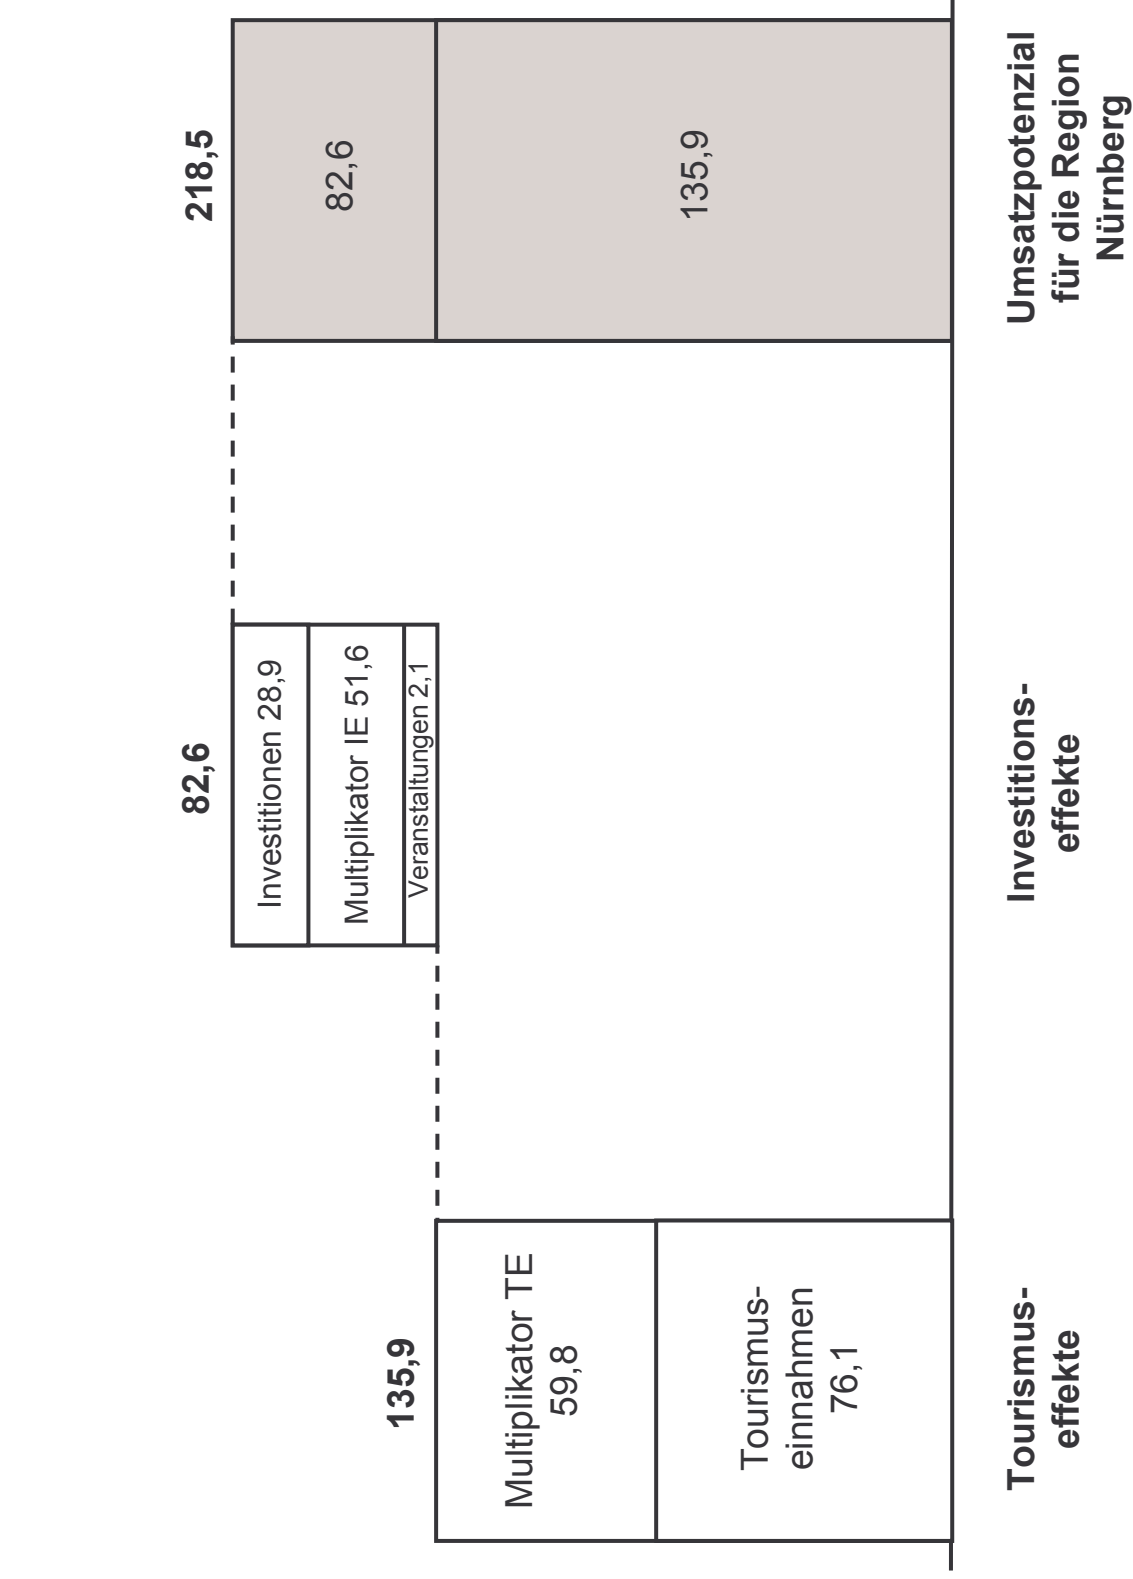 135,9
Multiplikator TE
59,8
Tourismus-
einnahmen
76,1
Tourismus-
effekte
82,6
Investitionen 28,9
Multiplikator IE 51,6
Veranstaltungen 2,1
Investitions-
effekte
218,5
82,6
135,9
Umsatzpotenzial
für die Region
Nürnberg